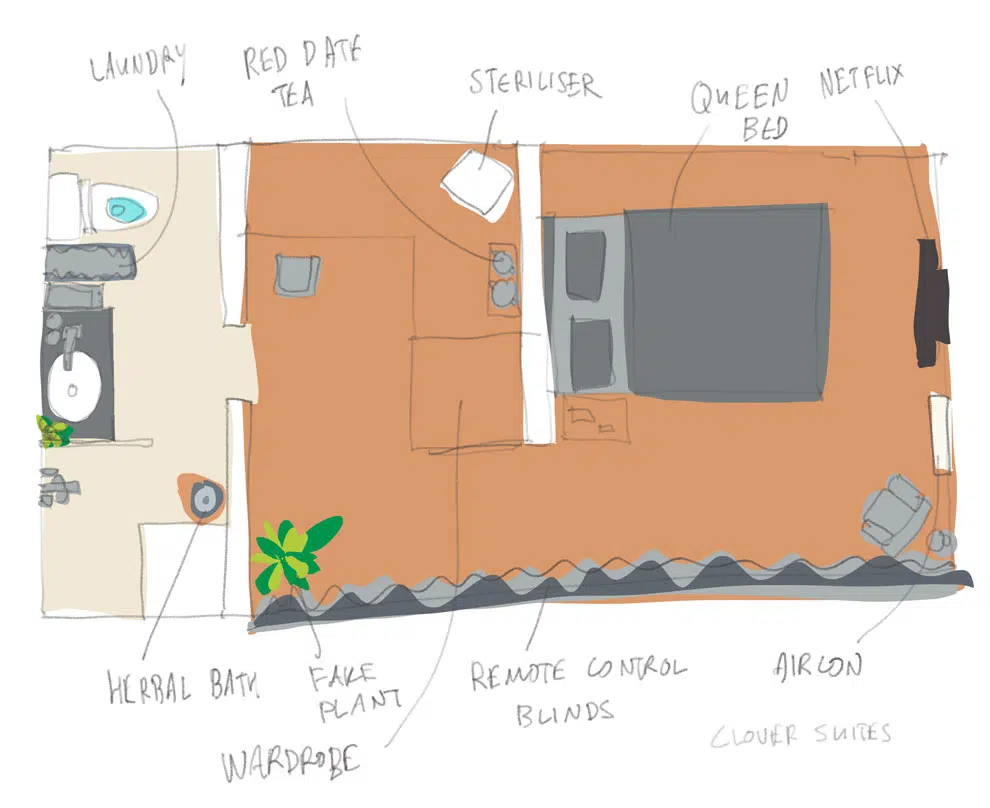 LAUNDRY
RED DATE
TEA
STERILISER
QUEEN
BED
NETFLIX
HERBAL BATH
FAKE
PLANT
WARDROBE
REMOTE CONTROL
BLINDS
AIRCON
CLOVER SUITES